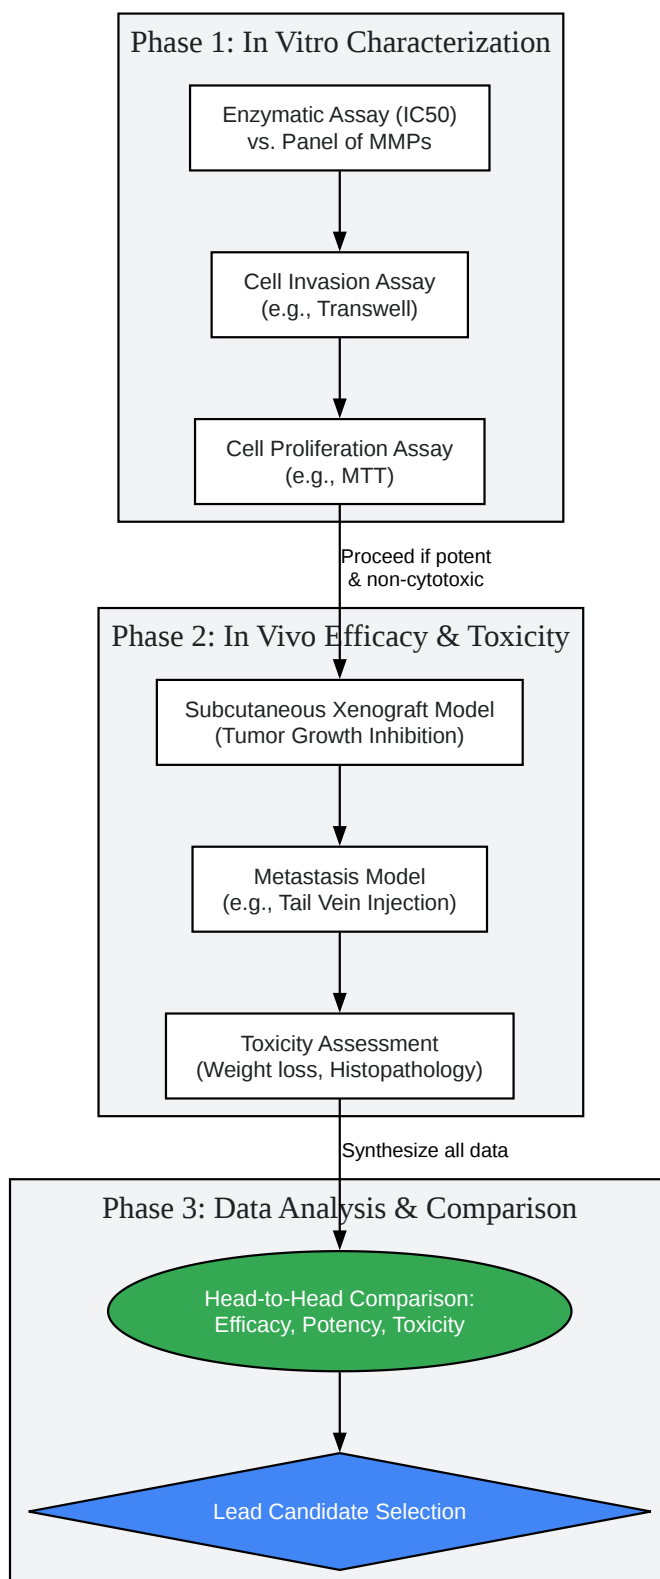 Phase 1: In Vitro Characterization
Enzymatic Assay (IC50)
vs. Panel of MMPs
Cell Invasion Assay
(e.g., Transwell)
Cell Proliferation Assay
(e.g., MTT)
Proceed if potent
& non-cytotoxic
Phase 2: In Vivo Efficacy & Toxicity
Subcutaneous Xenograft Model
(Tumor Growth Inhibition)
Metastasis Model
(e.g., Tail Vein Injection)
Toxicity Assessment
(Weight loss, Histopathology)
Synthesize all data
Phase 3: Data Analysis & Comparison
Head-to-Head Comparison:
Efficacy, Potency, Toxicity
Lead Candidate Selection